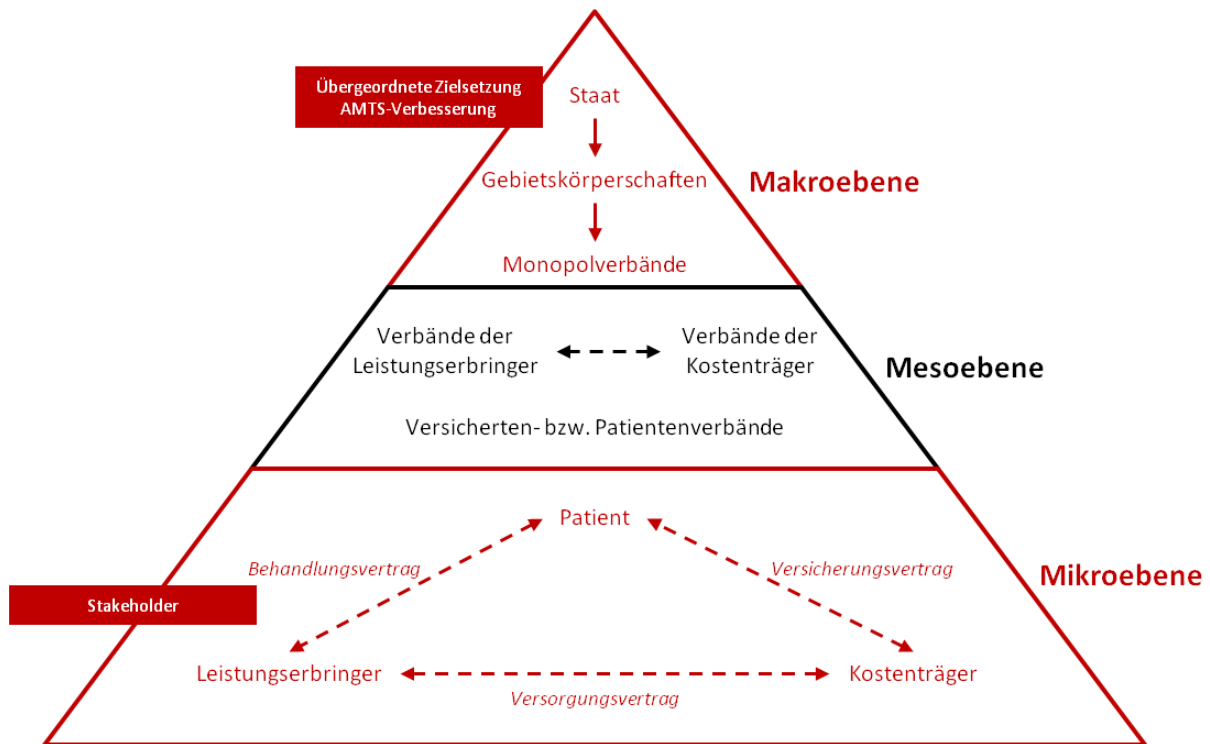 Übergeordnete Zielsetzung
AMTS-Verbesserung
Staat
Gebietskörperschaften
Makroebene
Monopolverbände
Verbände der
Leistungserbringer
Verbände der
Kostenträger
Mesoebene
Versicherten- bzw. Patientenverbände
Patient
Behandlungsvertrag
Versicherungsvertrag
Mikroebene
Stakeholder
Leistungserbringer
Kostenträger
Versorgungsvertrag